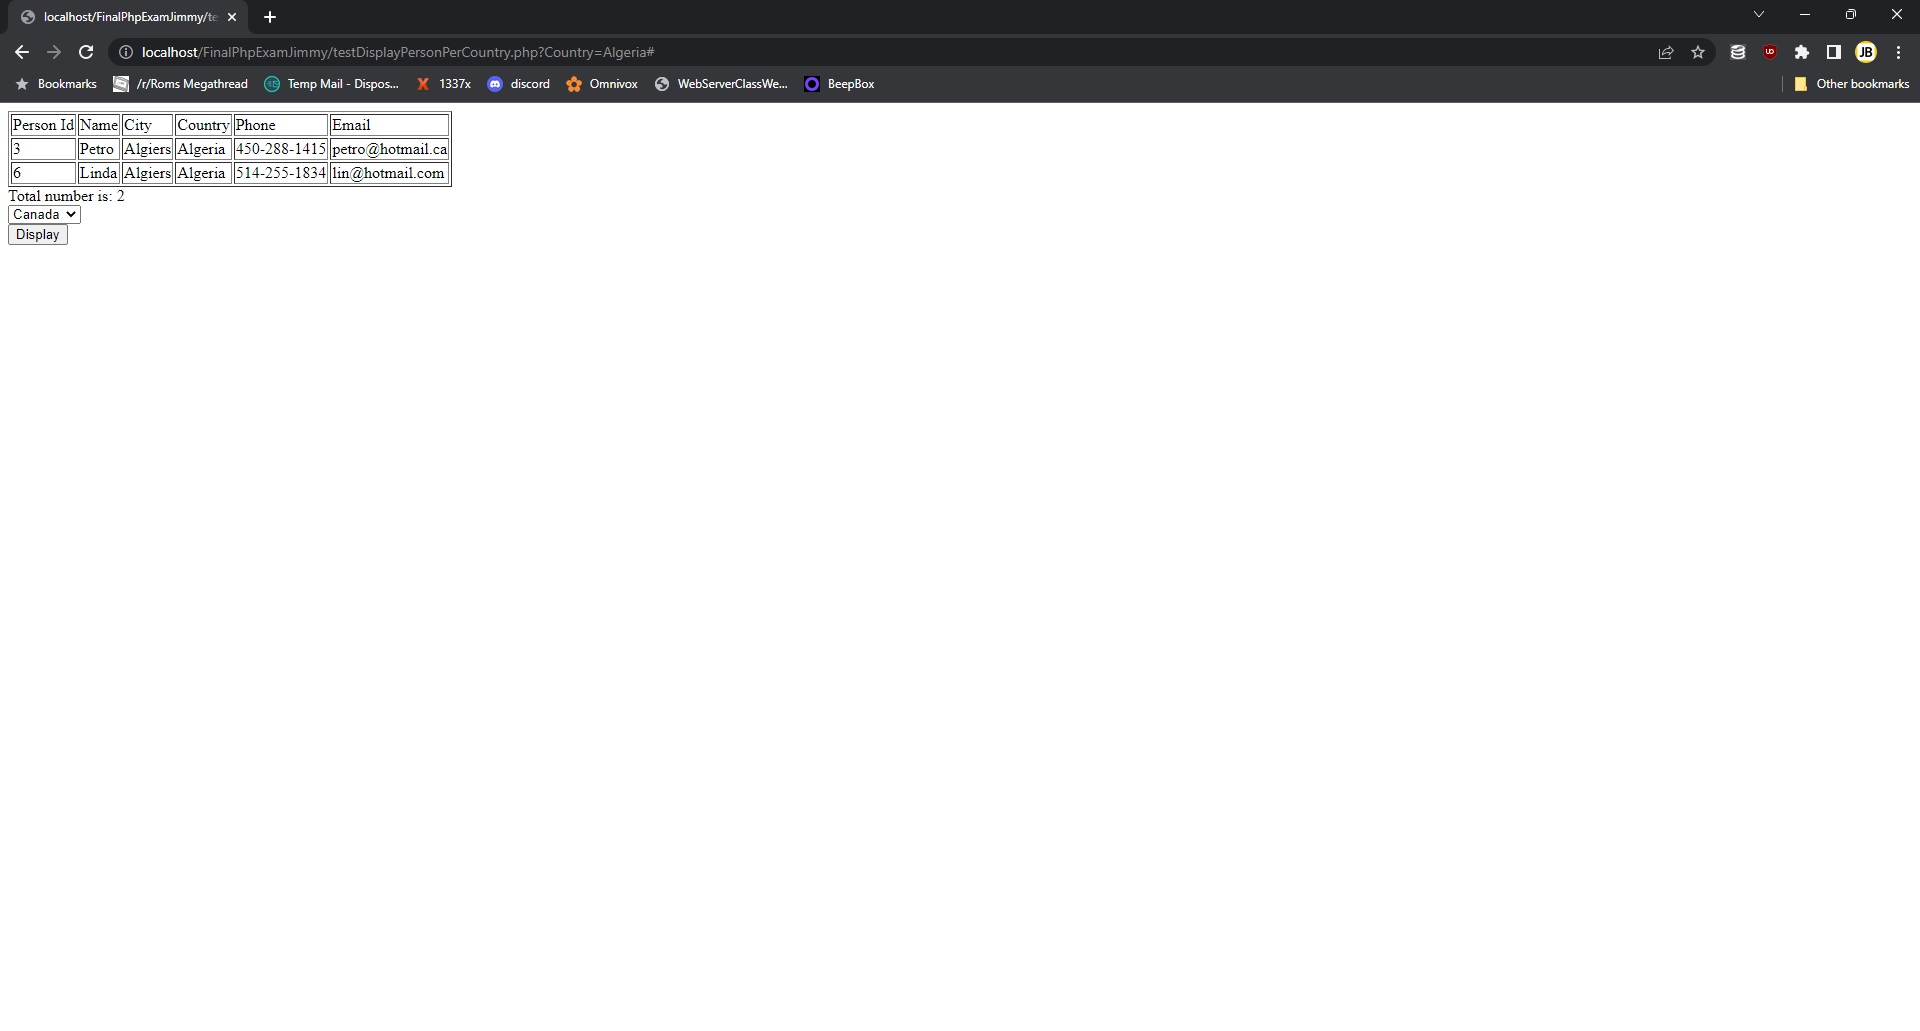 localhost/FinalPhpExamJimmy/te
localhost/FinalPhpExamJimmy/testDisplayPersonPerCountry.php?Country=Algeria#
UD
JB
Bookmarks /r/Roms Megathread Temp Mail - Dispos... X 1337x discord Omnivox WebServerClassWe... BeepBox Other bookmarks
Person Id Name City Country Phone Email
3 Petro Algiers Algeria 450-288-1415 petro@hotmail.ca
6 Linda Algiers Algeria 514-255-1834 lin@hotmail.com
Total number is: 2
Canada
Display